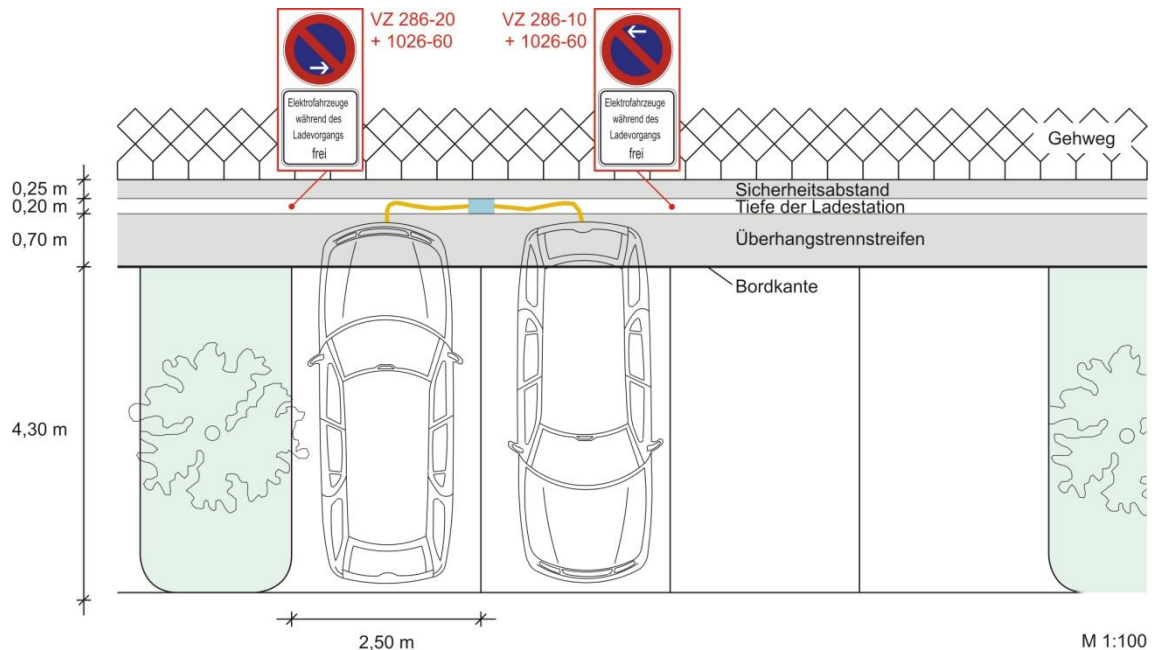 VZ 286-20
+ 1026-60
VZ 286-10
+ 1026-60
Elektrofahrzeuge
während des
Ladevorgangs
frei
Elektrofahrzeuge
während des
Ladevorgangs
frei
Gehweg
0,25 m
Sicherheitsabstand
0,20 m
Tiefe der Ladestation
0,70 m
Überhangtrennstreifen
Bordkante
4,30 m
2,50 m
M 1:100